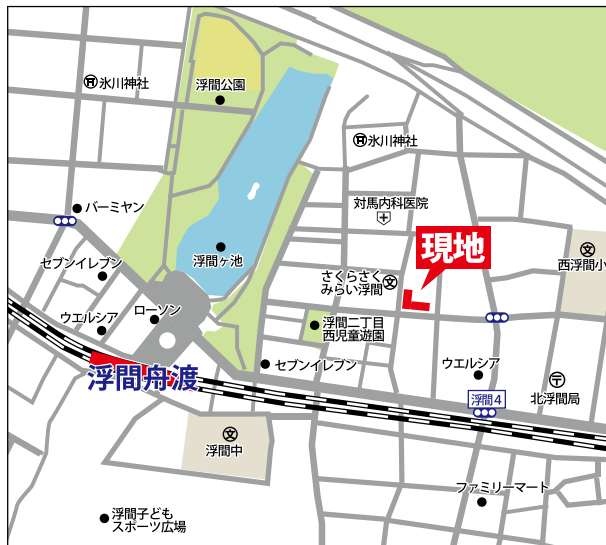 氷川神社
浮間公園
氷川神社
対馬内科医院
バーミヤン
現地
西浮間小
浮間ヶ池
セブンイレブン
さくらさく
みらい浮間
ローソン
ウエルシア
浮間二丁目
西児童遊園
セブンイレブン
ウエルシア
浮間舟渡
浮間4
北浮間局
浮間中
ファミリーマート
浮間子ども
スポーツ広場